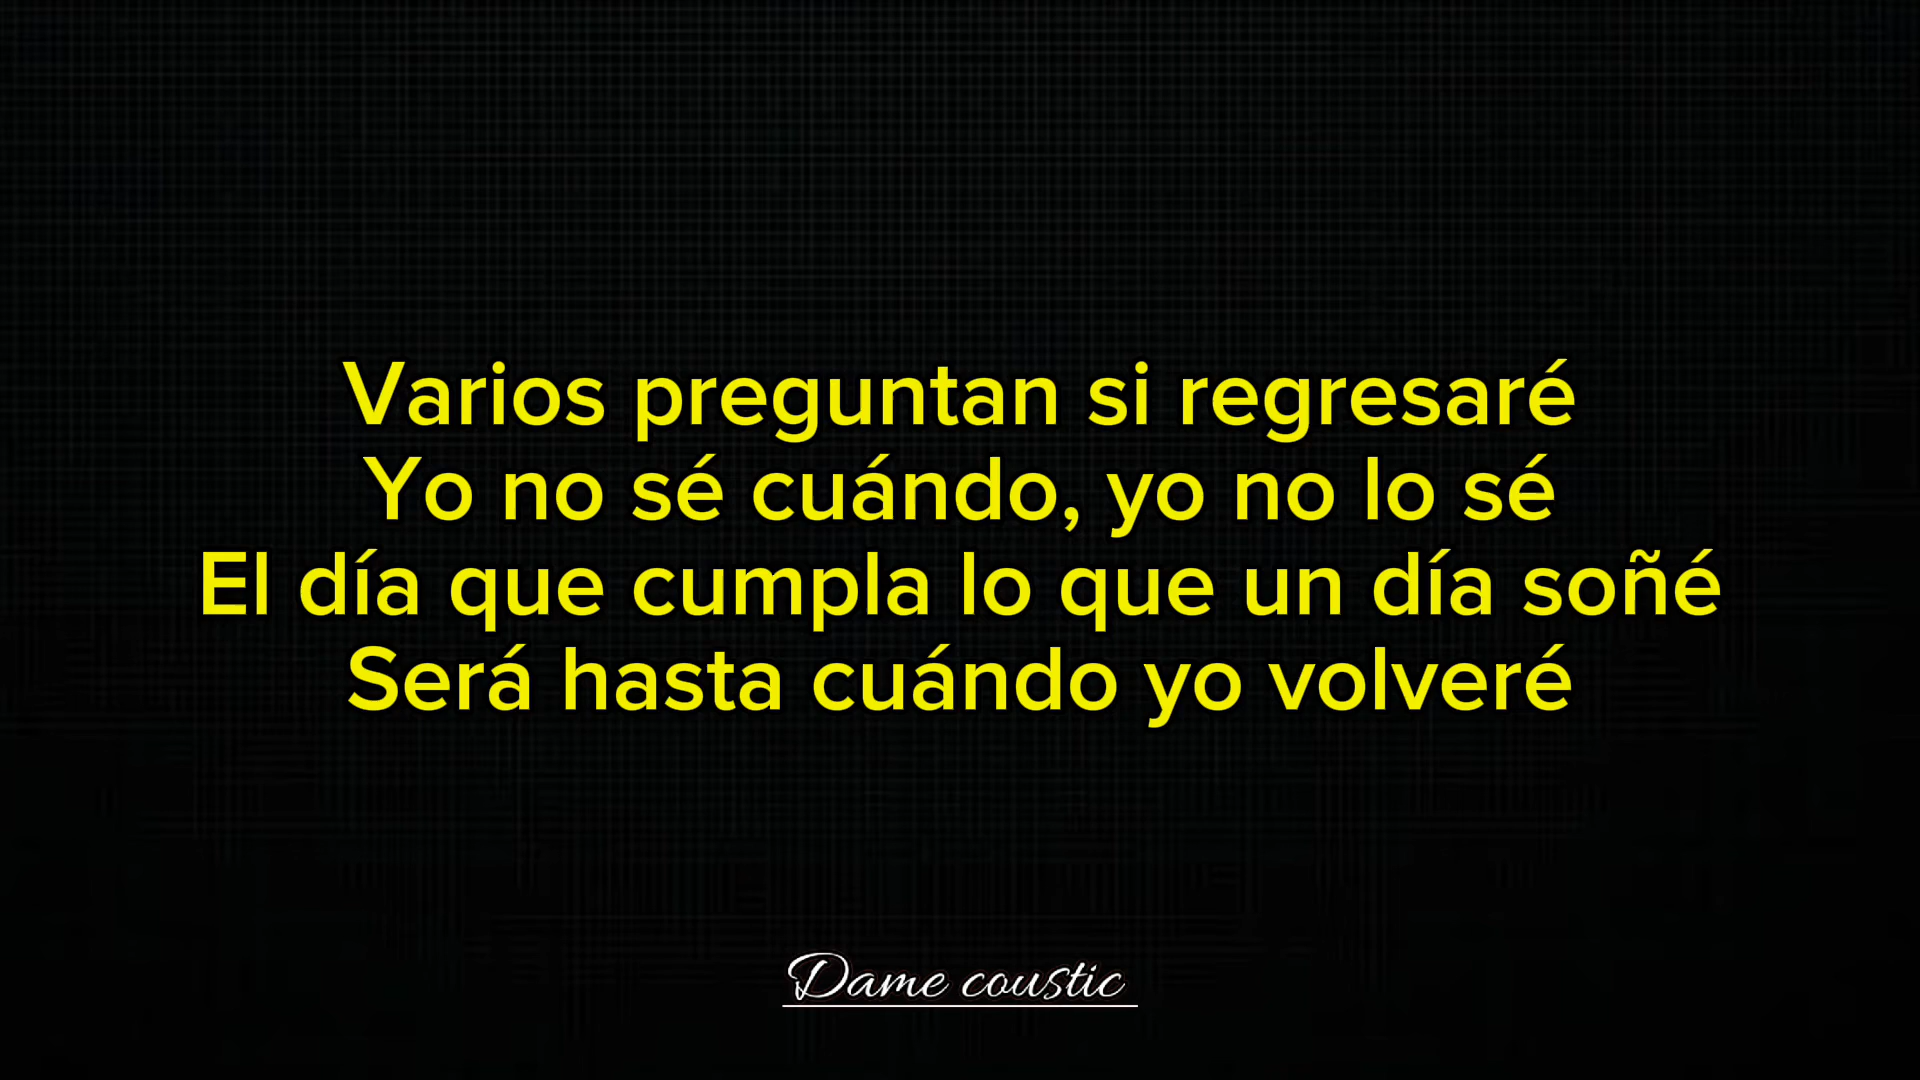 Varios preguntan si regresaré
Yo no sé cuándo, yo no lo sé
El día que cumpla lo que un día soñé
Será hasta cuándo yo volveré
Dame coustic